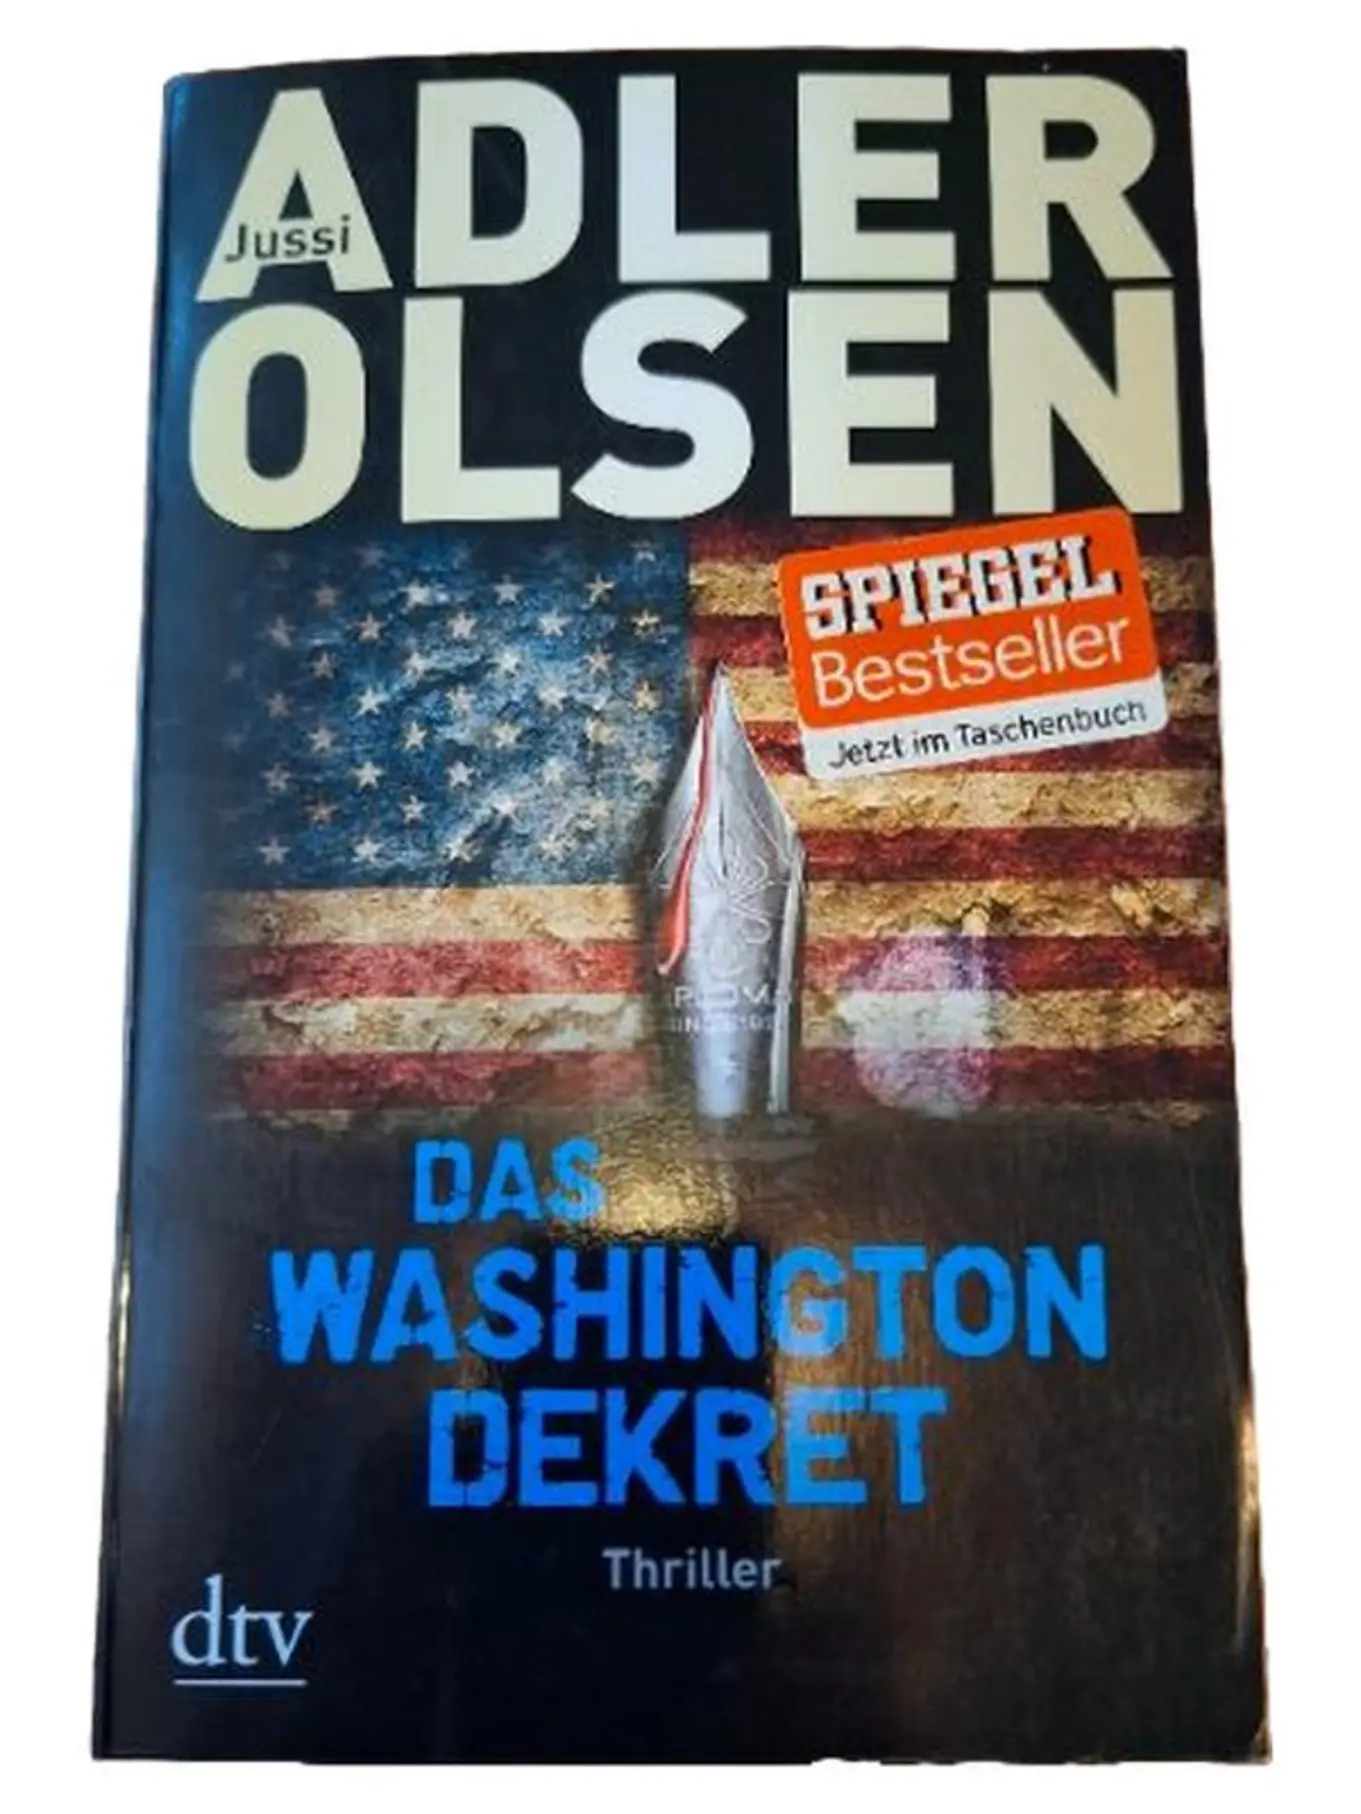 Jussi
ADLER
OLSEN
SPIEGEL
Bestseller
Jetzt im Taschenbuch
DAS
WASHINGTON
DEKRET
Thriller
dtv